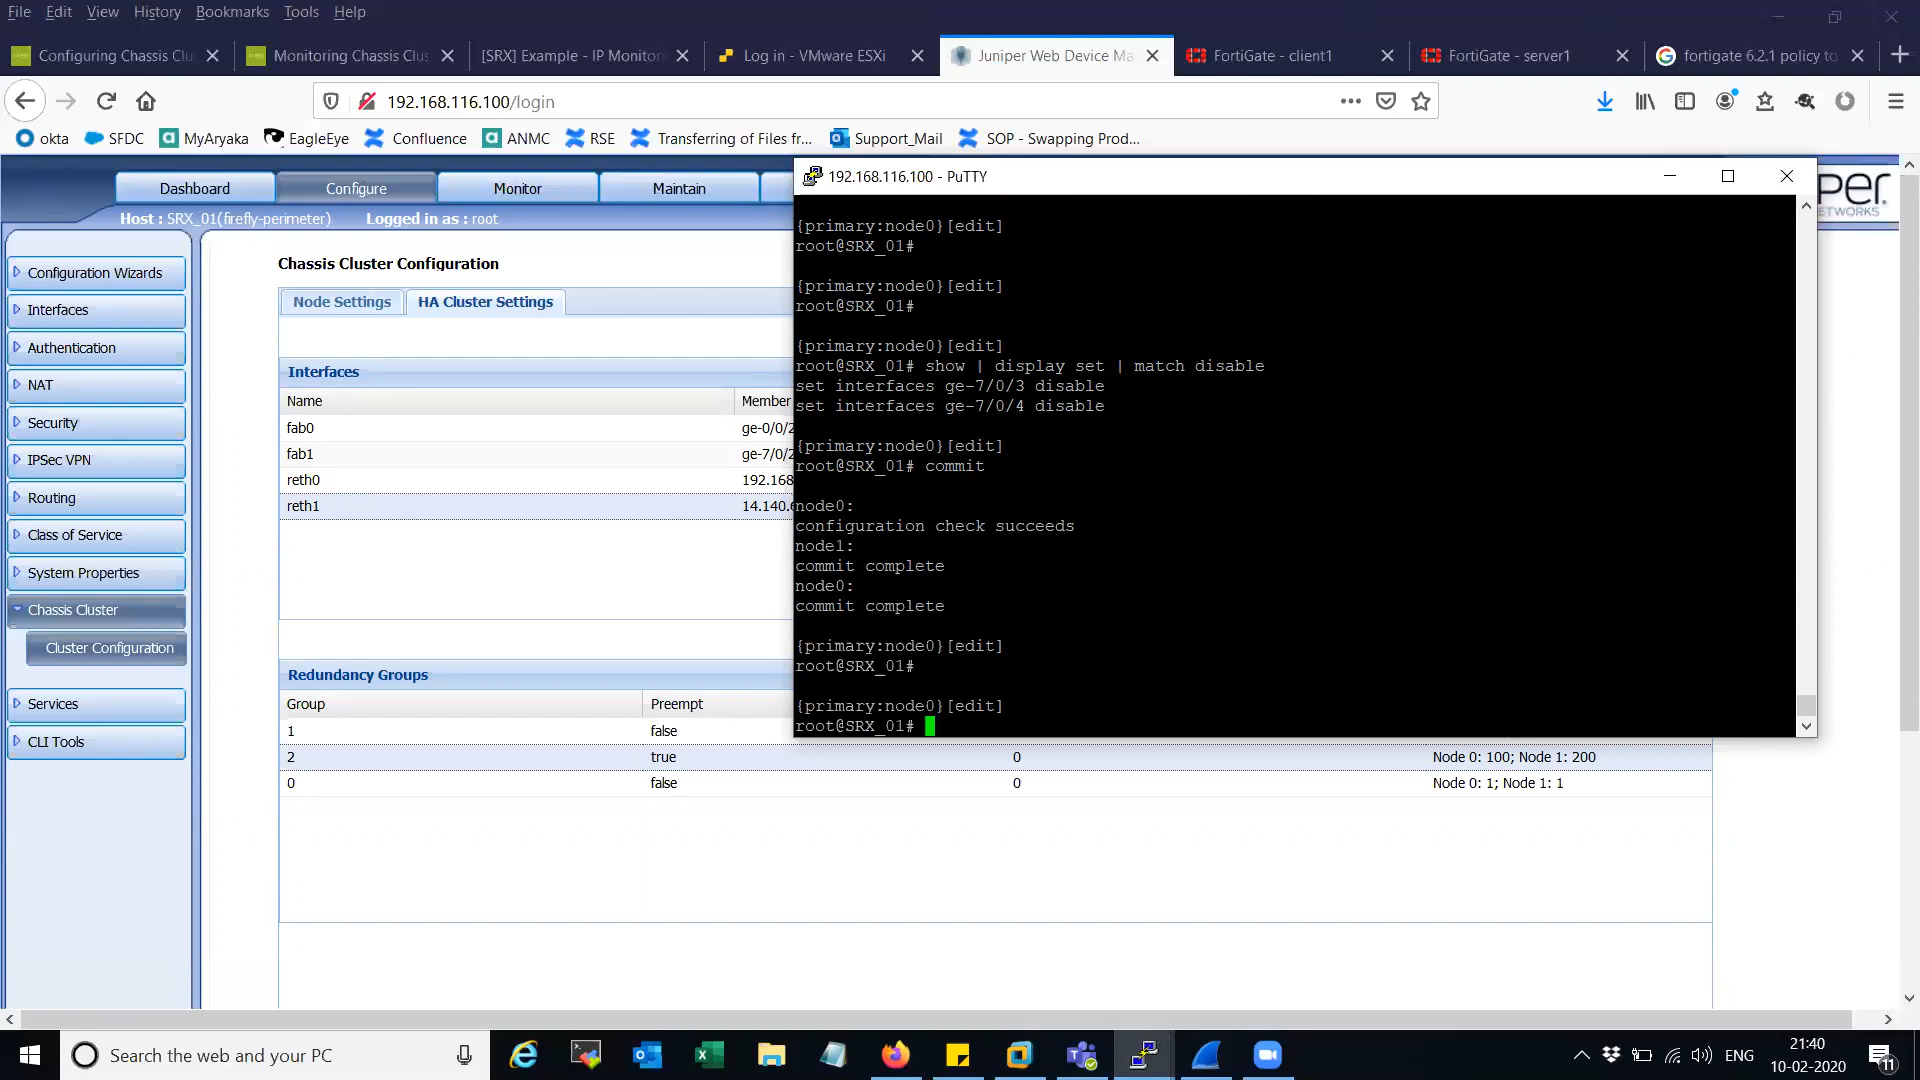 File Edit View History Bookmarks Tools Help
Configuring Chassis Clu
Monitoring Chassis Clus
[SRX] Example - IP Monitor
Log in - VMware ESXi
Juniper Web Device Ma
FortiGate - client1
FortiGate - server1
fortigate 6.2.1 policy to
192.168.116.100/login
okta SFDC MyAryaka EagleEye Confluence ANMC RSE Transferring of Files fr... Support_Mail SOP - Swapping Prod...
Dashboard Configure Monitor Maintain
Host : SRX_01(firefly-perimeter) Logged in as : root
Configuration Wizards
Interfaces
Authentication
NAT
Security
IPSec VPN
Routing
Class of Service
System Properties
Chassis Cluster
Cluster Configuration
Services
CLI Tools
Chassis Cluster Configuration
Node Settings HA Cluster Settings
Interfaces
Name Member
fab0 ge-0/0/2
fab1 ge-7/0/2
reth0 192.168
reth1 14.140.
Redundancy Groups
Group Preempt
1 false
2 true 0 Node 0: 100; Node 1: 200
0 false 0 Node 0: 1; Node 1: 1
192.168.116.100 - PuTTY
{primary:node0}[edit]
root@SRX_01#
{primary:node0}[edit]
root@SRX_01#
{primary:node0}[edit]
root@SRX_01# show | display set | match disable
set interfaces ge-7/0/3 disable
set interfaces ge-7/0/4 disable
{primary:node0}[edit]
root@SRX_01# commit
node0:
configuration check succeeds
node1:
commit complete
node0:
commit complete
{primary:node0}[edit]
root@SRX_01#
{primary:node0}[edit]
root@SRX_01#
per
NETWORKS
Search the web and your PC
ENG
21:40
10-02-2020
11